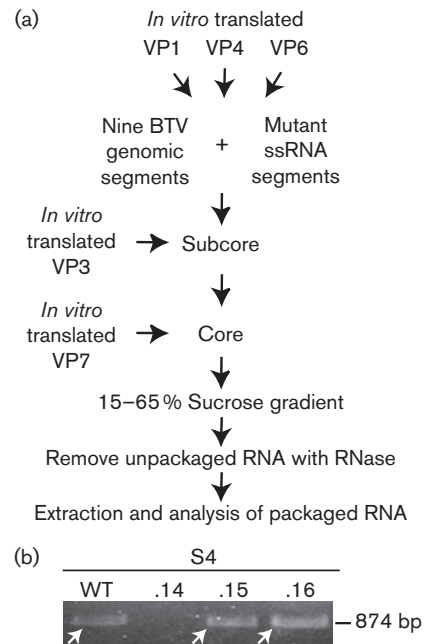 (a)
In vitro translated
VP1 VP4 VP6
Nine BTV genomic segments
+
Mutant ssRNA segments
In vitro translated VP3
Subcore
In vitro translated VP7
Core
15–65 % Sucrose gradient
Remove unpackaged RNA with RNase
Extraction and analysis of packaged RNA
(b)
S4
WT .14 .15 .16
874 bp